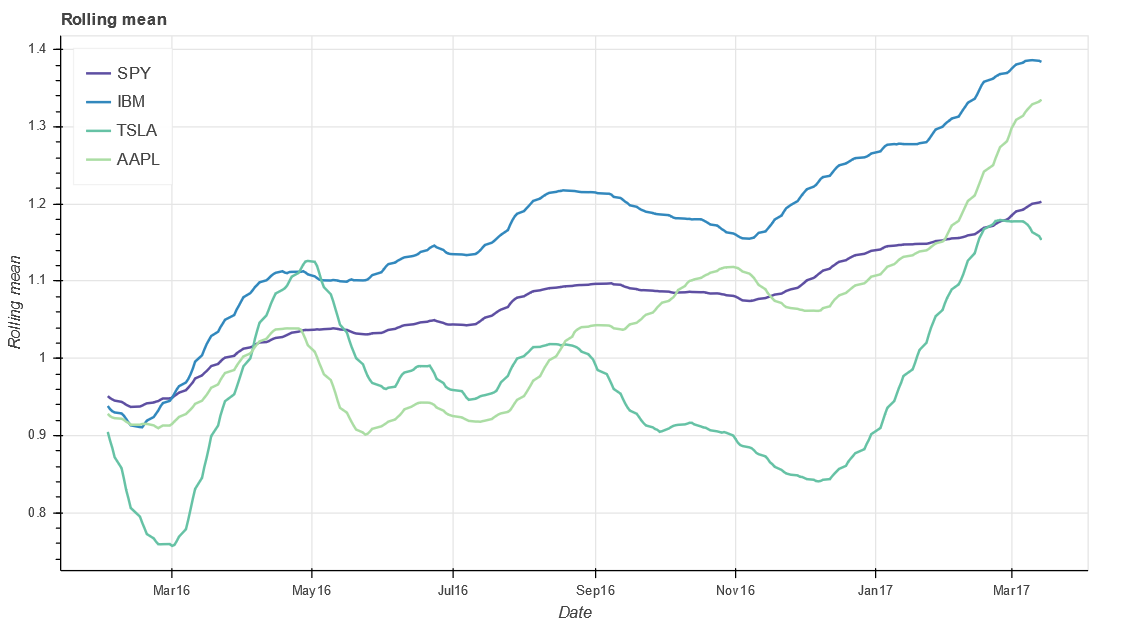 Rolling mean
1.4
1.3
1.2
1.1
1
0.9
0.8
Rolling mean
SPY
IBM
TSLA
AAPL
Mar16
May16
Jul16
Sep16
Nov16
Jan17
Mar17
Date